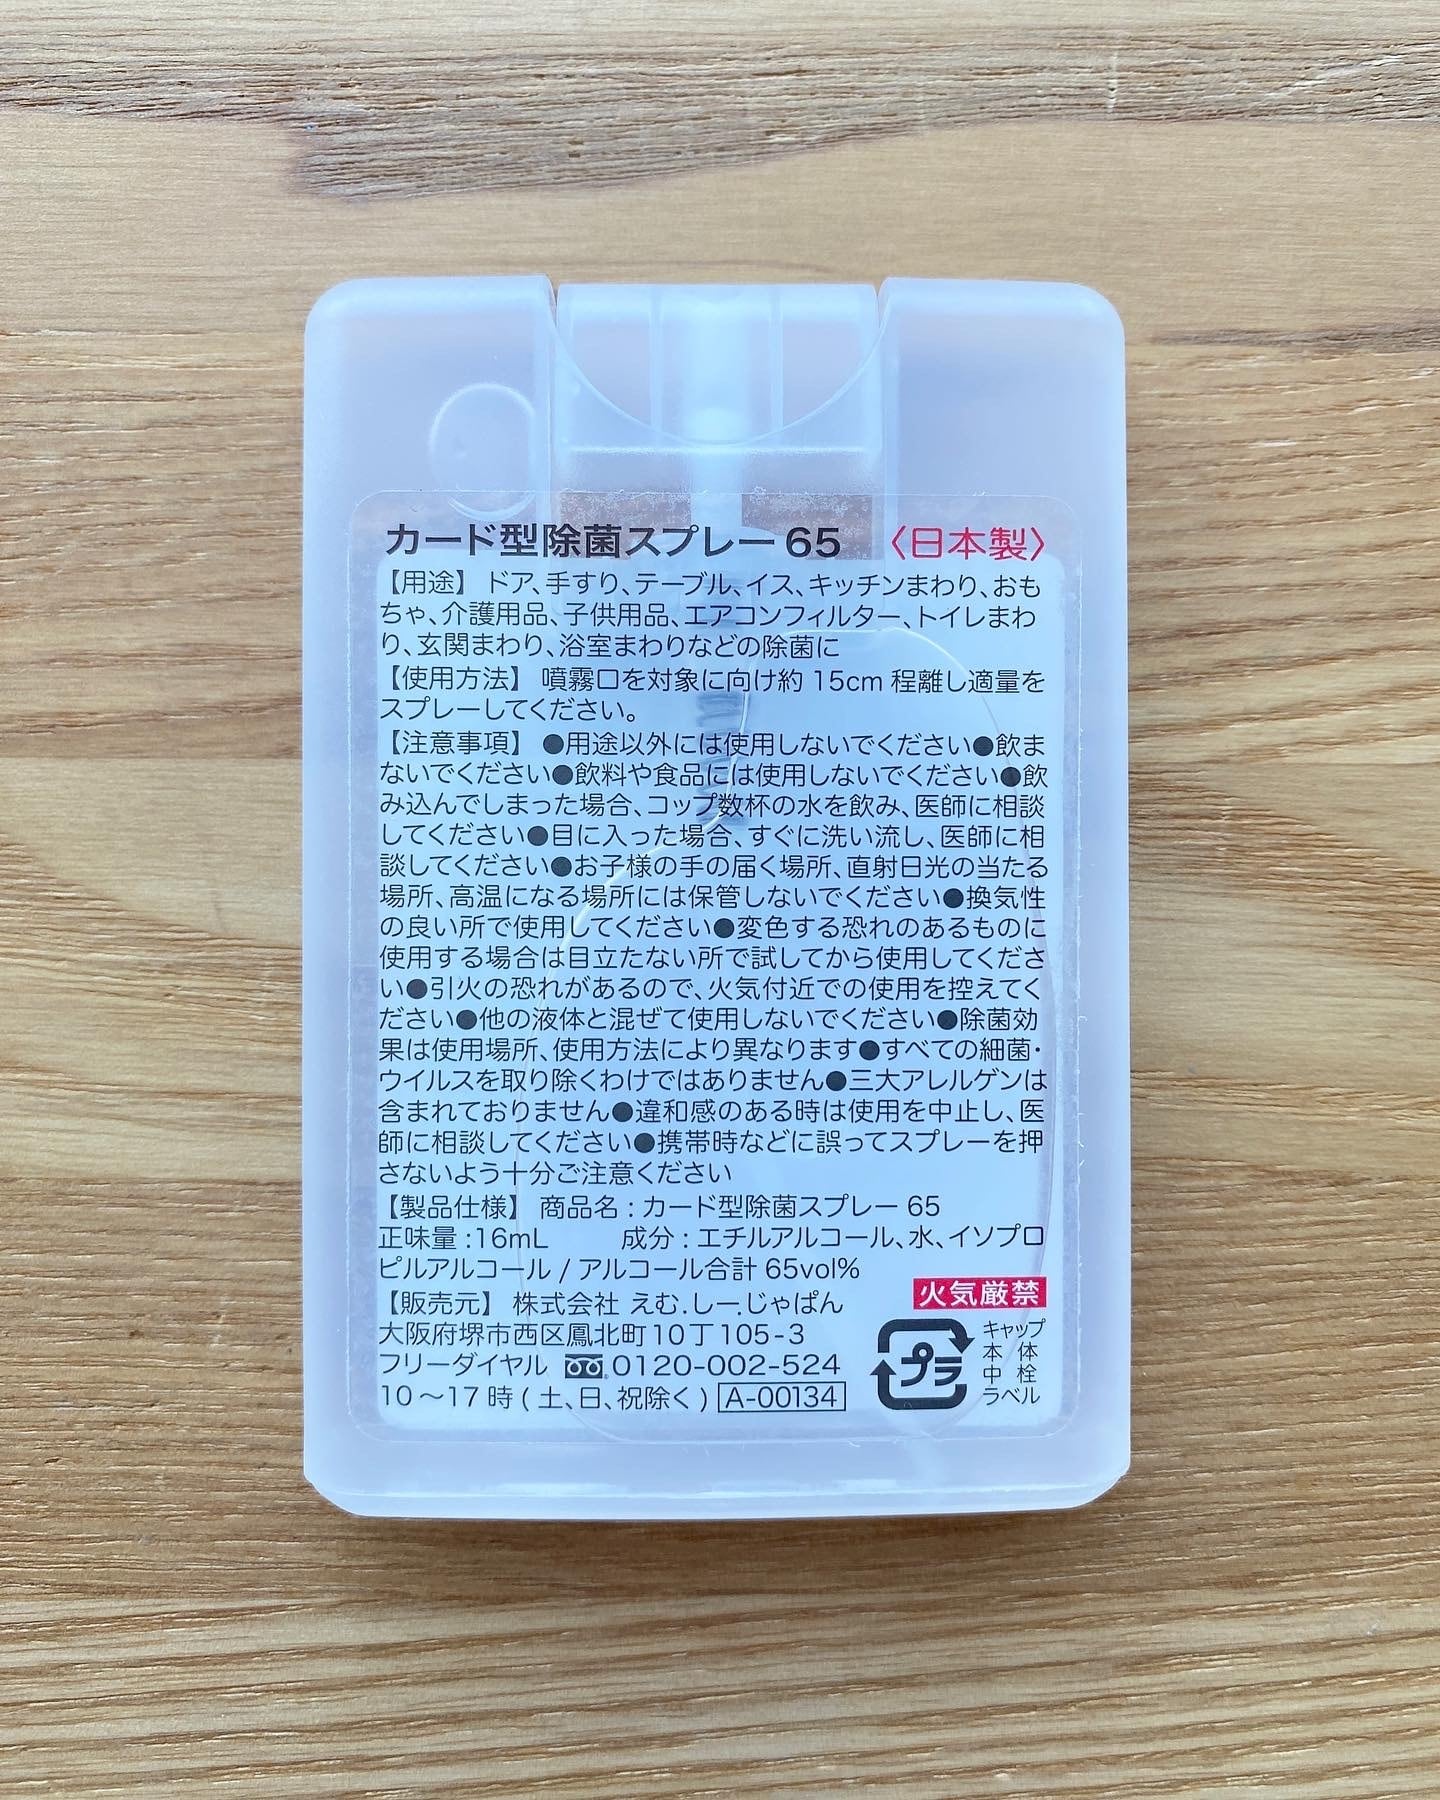 カード型除菌スプレー 65 〈日本製〉
【用途】 ドア、手すり、テーブル、イス、キッチンまわり、おも
ちゃ、介護用品、子供用品、エアコンフィルター、トイレまわ
り、玄関まわり、浴室まわりなどの除菌に
【使用方法】 噴霧口を対象に向け約 15cm 程離し適量を
スプレーしてください。
【注意事項】 ●用途以外には使用しないでください●飲ま
ないでください●飲料や食品には使用しないでください●飲
み込んでしまった場合、コップ数杯の水を飲み、医師に相談
してください●目に入った場合、すぐに洗い流し、医師に相
談してください●お子様の手の届く場所、直射日光の当たる
場所、高温になる場所には保管しないでください●換気性
の良い所で使用してください●変色する恐れのあるものに
使用する場合は目立たない所で試してから使用してくださ
い●引火の恐れがあるので、火気付近での使用を控えてく
ださい●他の液体と混ぜて使用しないでください●除菌効
果は使用場所、使用方法により異なります●すべての細菌・
ウイルスを取り除くわけではありません●三大アレルゲンは
含まれておりません●違和感のある時は使用を中止し、医
師に相談してください●携帯時などに誤ってスプレーを押
さないよう十分ご注意ください
【製品仕様】 商品名 : カード型除菌スプレー 65
正味量 :16mL 成分 : エチルアルコール、水、イソプロ
ピルアルコール / アルコール合計 65vol%
火気厳禁
【販売元】 株式会社 えむ.しー.じゃぱん
大阪府堺市西区鳳北町10丁105-3
フリーダイヤル 0120-002-524
10～17時 ( 土、日、祝除く ) A-00134
プラ
キャップ
本 体
中 栓
ラベル